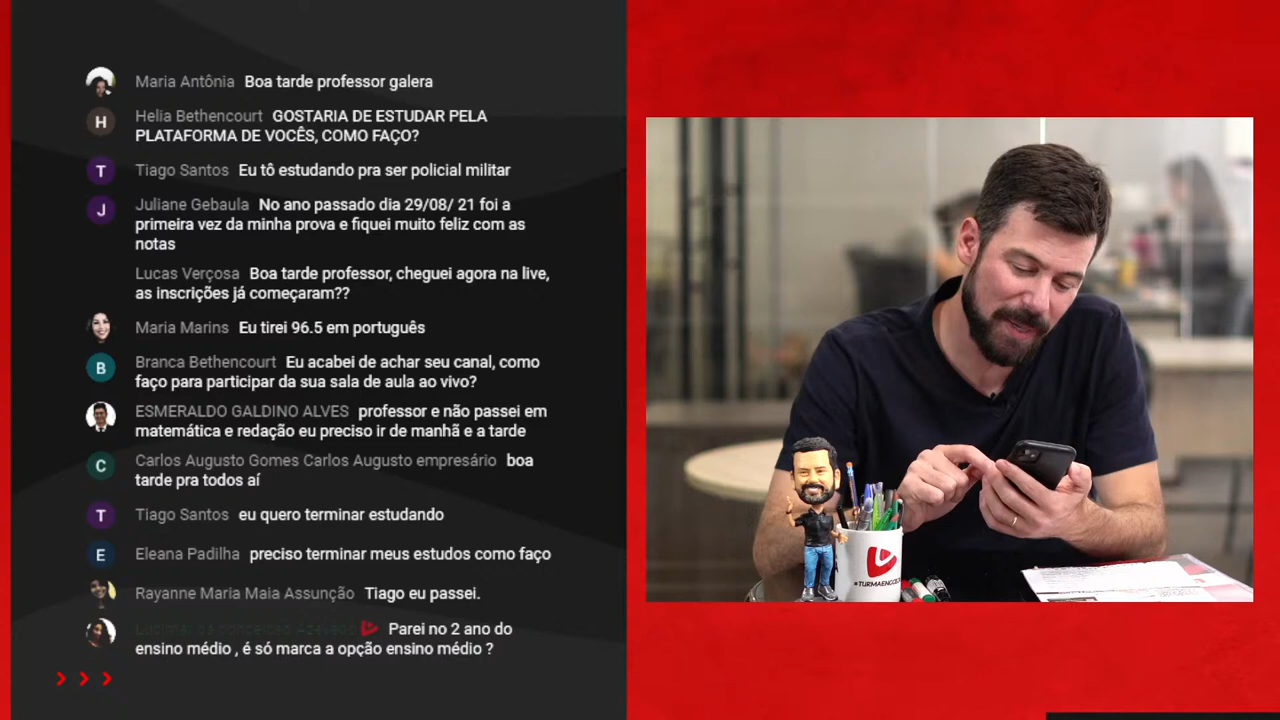 Maria Antônia Boa tarde professor galera
H
Helia Bethencourt GOSTARIA DE ESTUDAR PELA
PLATAFORMA DE VOCÊS, COMO FAÇO?
T
Tiago Santos Eu tô estudando pra ser policial militar
J
Juliane Gebaula No ano passado dia 29/08/ 21 foi a
primeira vez da minha prova e fiquei muito feliz com as
notas
Lucas Verçosa Boa tarde professor, cheguei agora na live,
as inscrições já começaram??
Maria Marins Eu tirei 96.5 em português
B
Branca Bethencourt Eu acabei de achar seu canal, como
faço para participar da sua sala de aula ao vivo?
ESMERALDO GALDINO ALVES professor e não passei em
matemática e redação eu preciso ir de manhã e a tarde
C
Carlos Augusto Gomes Carlos Augusto empresário boa
tarde pra todos aí
T
Tiago Santos eu quero terminar estudando
E
Eleana Padilha preciso terminar meus estudos como faço
Rayanne Maria Maia Assunção Tiago eu passei.
Azevedo Parei no 2 ano do
ensino médio , é só marca a opção ensino médio ?